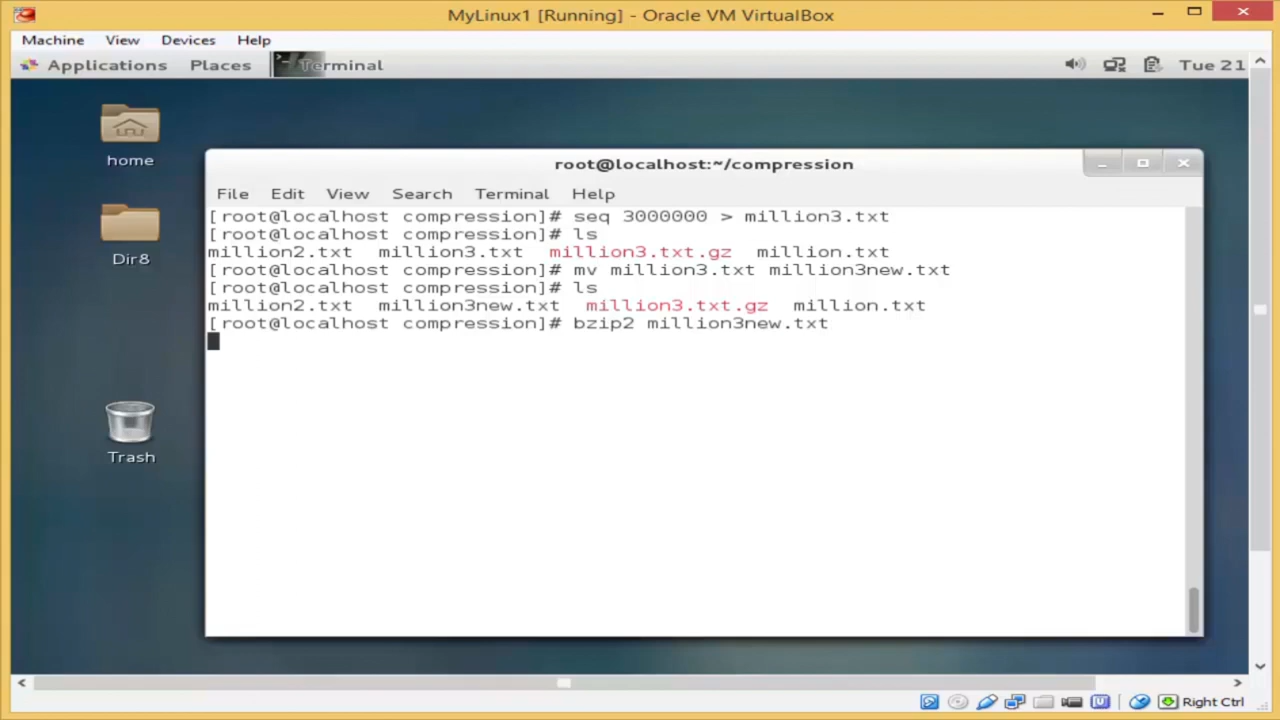 MyLinux1 [Running] - Oracle VM VirtualBox
Machine View Devices Help
Applications Places Terminal Tue 21
home
Dir8
Trash
root@localhost:~/compression
File Edit View Search Terminal Help
[root@localhost compression]# seq 3000000 > million3.txt
[root@localhost compression]# ls
million2.txt million3.txt million3.txt.gz million.txt
[root@localhost compression]# mv million3.txt million3new.txt
[root@localhost compression]# ls
million2.txt million3new.txt million3.txt.gz million.txt
[root@localhost compression]# bzip2 million3new.txt
Right Ctrl